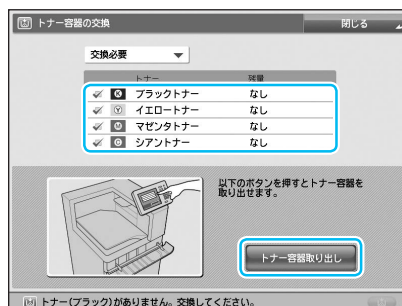 トナー容器の交換
閉じる
交換必要
トナー 残量
K ブラックトナー なし
Y イエロートナー なし
M マゼンタトナー なし
C シアントナー なし
以下のボタンを押すとトナー容器を
取り出せます。
トナー容器取り出し
トナー(ブラック)がありません。交換してください。